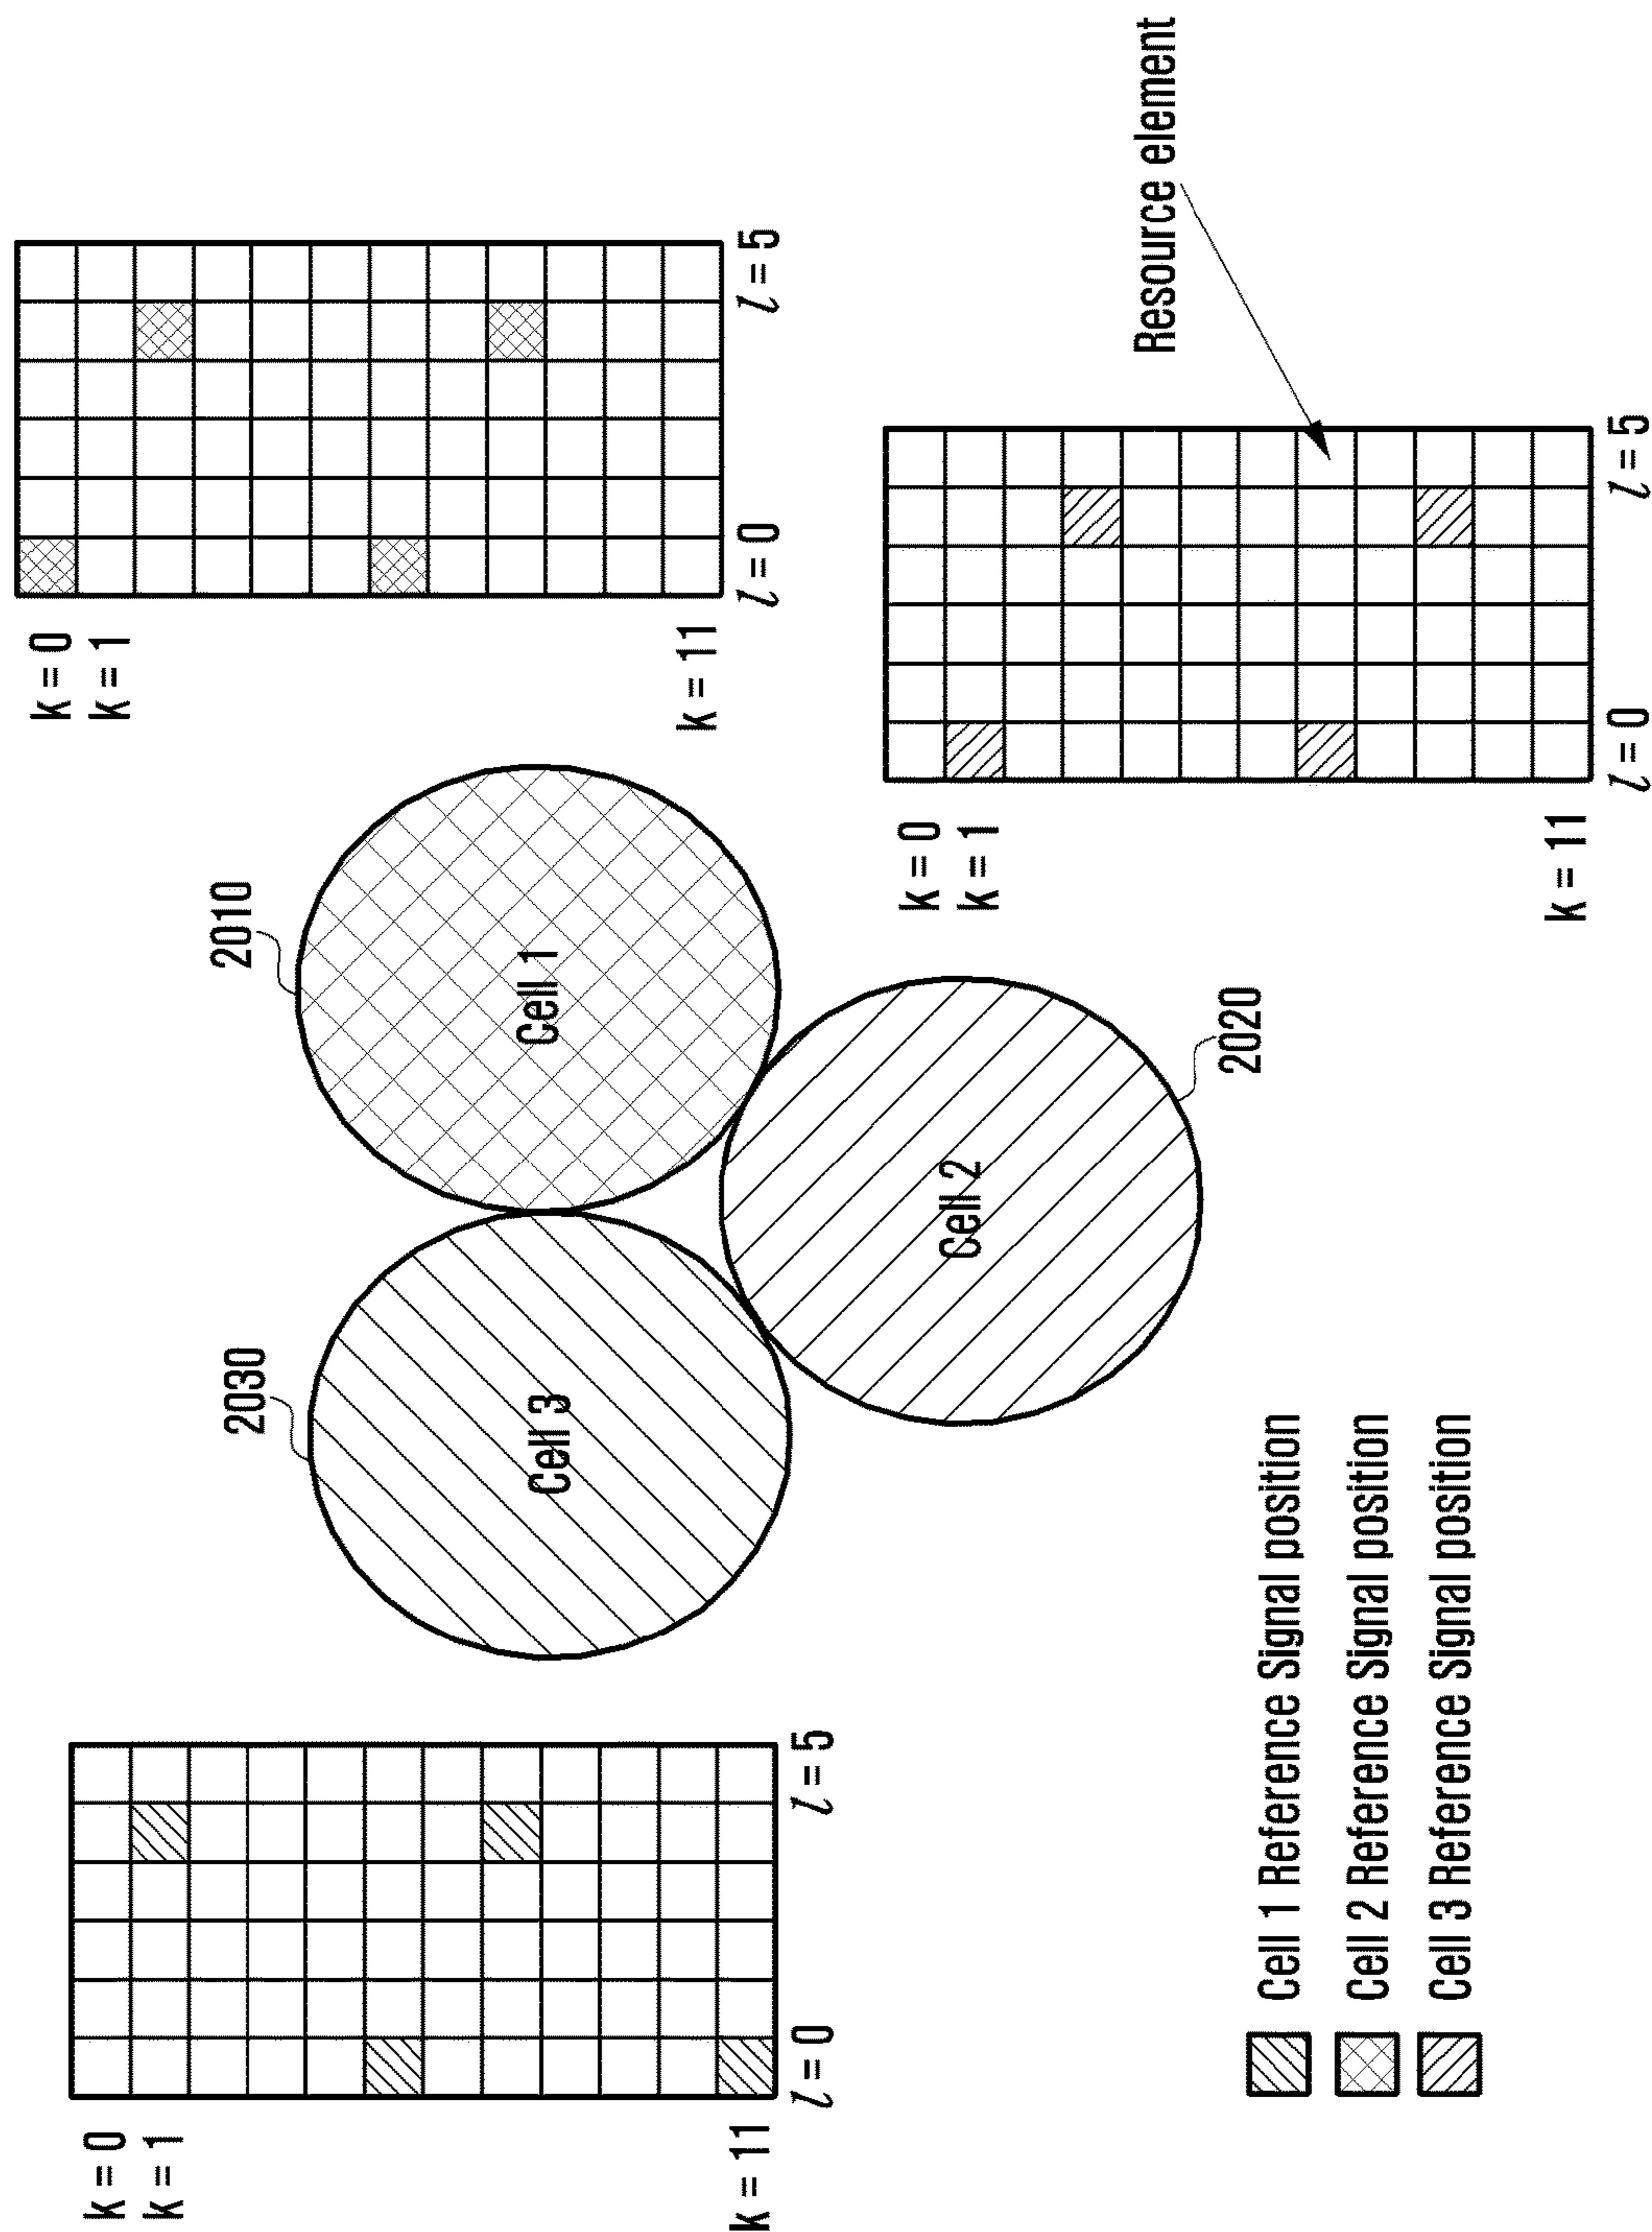 k = 0
k = 1
k = 11
l = 0
l = 5
2030
Cell 3
2010
Cell 1
Cell 2
2020
k = 0
k = 1
k = 11
l = 0
l = 5
k = 0
k = 1
k = 11
l = 0
l = 5
Resource element
Cell 1 Reference Signal position
Cell 2 Reference Signal position
Cell 3 Reference Signal position